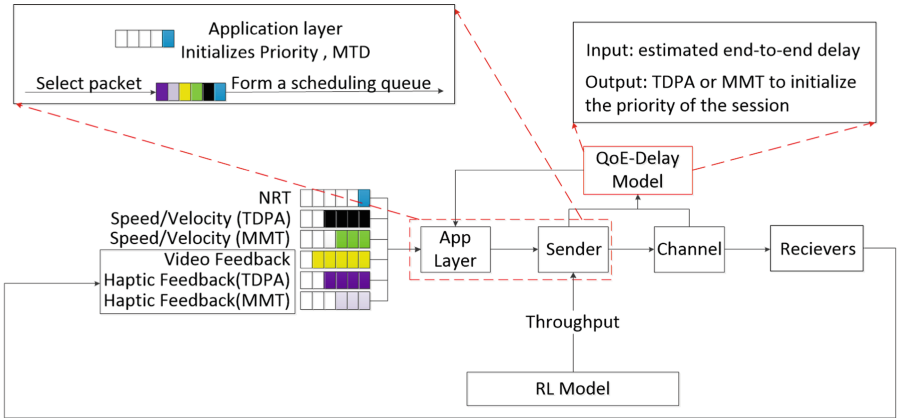 Application layer
Initializes Priority , MTD
Select packet
Form a scheduling queue
Input: estimated end-to-end delay
Output: TDPA or MMT to initialize
the priority of the session
QoE-Delay
Model
NRT
Speed/Velocity (TDPA)
Speed/Velocity (MMT)
Video Feedback
Haptic Feedback(TDPA)
Haptic Feedback(MMT)
App
Layer
Sender
Channel
Recievers
Throughput
RL Model